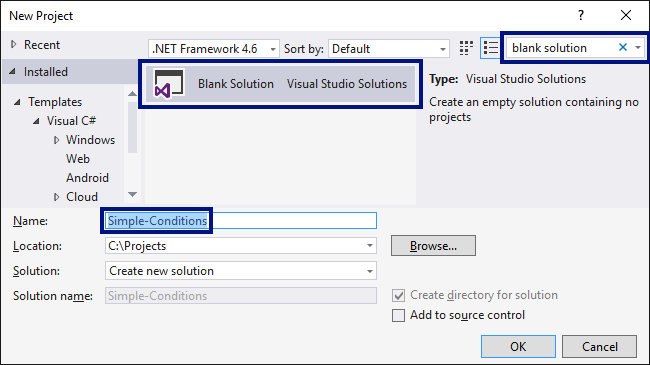 New Project
? ×
Recent
.NET Framework 4.6 Sort by: Default blank solution ×
Installed
Blank Solution Visual Studio Solutions
Type: Visual Studio Solutions
Create an empty solution containing no
projects
Templates
Visual C#
Windows
Web
Android
Cloud
Name: Simple-Conditions
Location: C:\Projects Browse...
Solution: Create new solution
Solution name: Simple-Conditions
Create directory for solution
Add to source control
OK Cancel